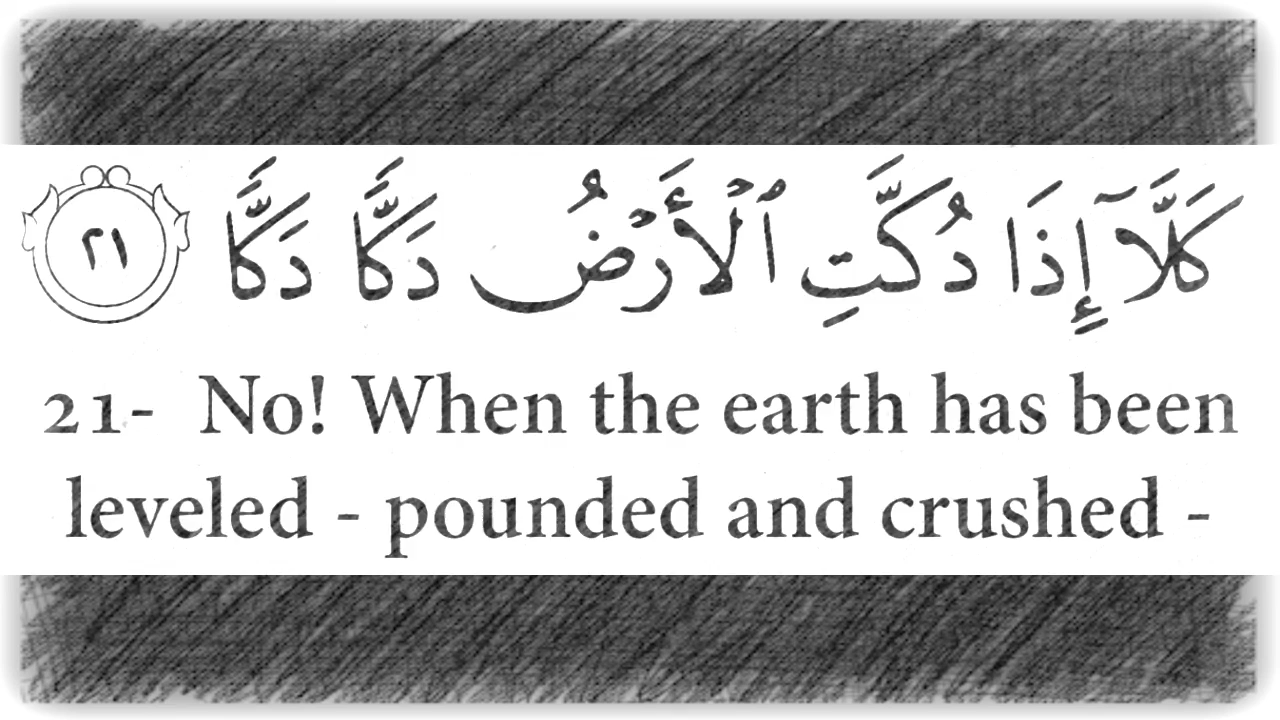 كَلَّآ إِذَا دُكَّتِ ٱلْأَرْضُ دَكًّا دَكًّا ٢١
21- No! When the earth has been
leveled - pounded and crushed -